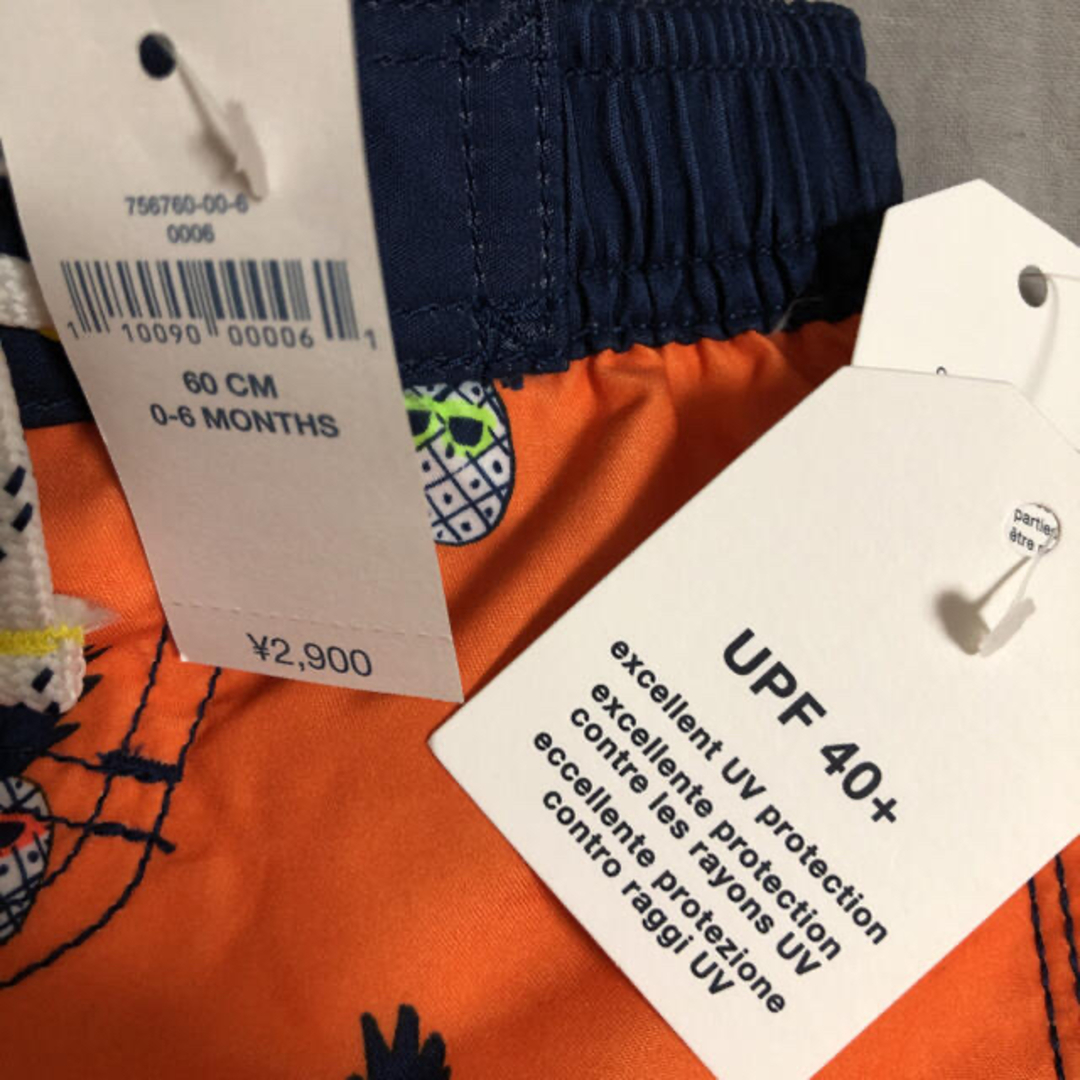 756760-00-6
0006
1 10090 00006 1
60 CM
0-6 MONTHS
¥2,900
être
UPF 40+
excellent UV protection
excellente protection
contre les rayons UV
eccellente protezione
contro raggi UV